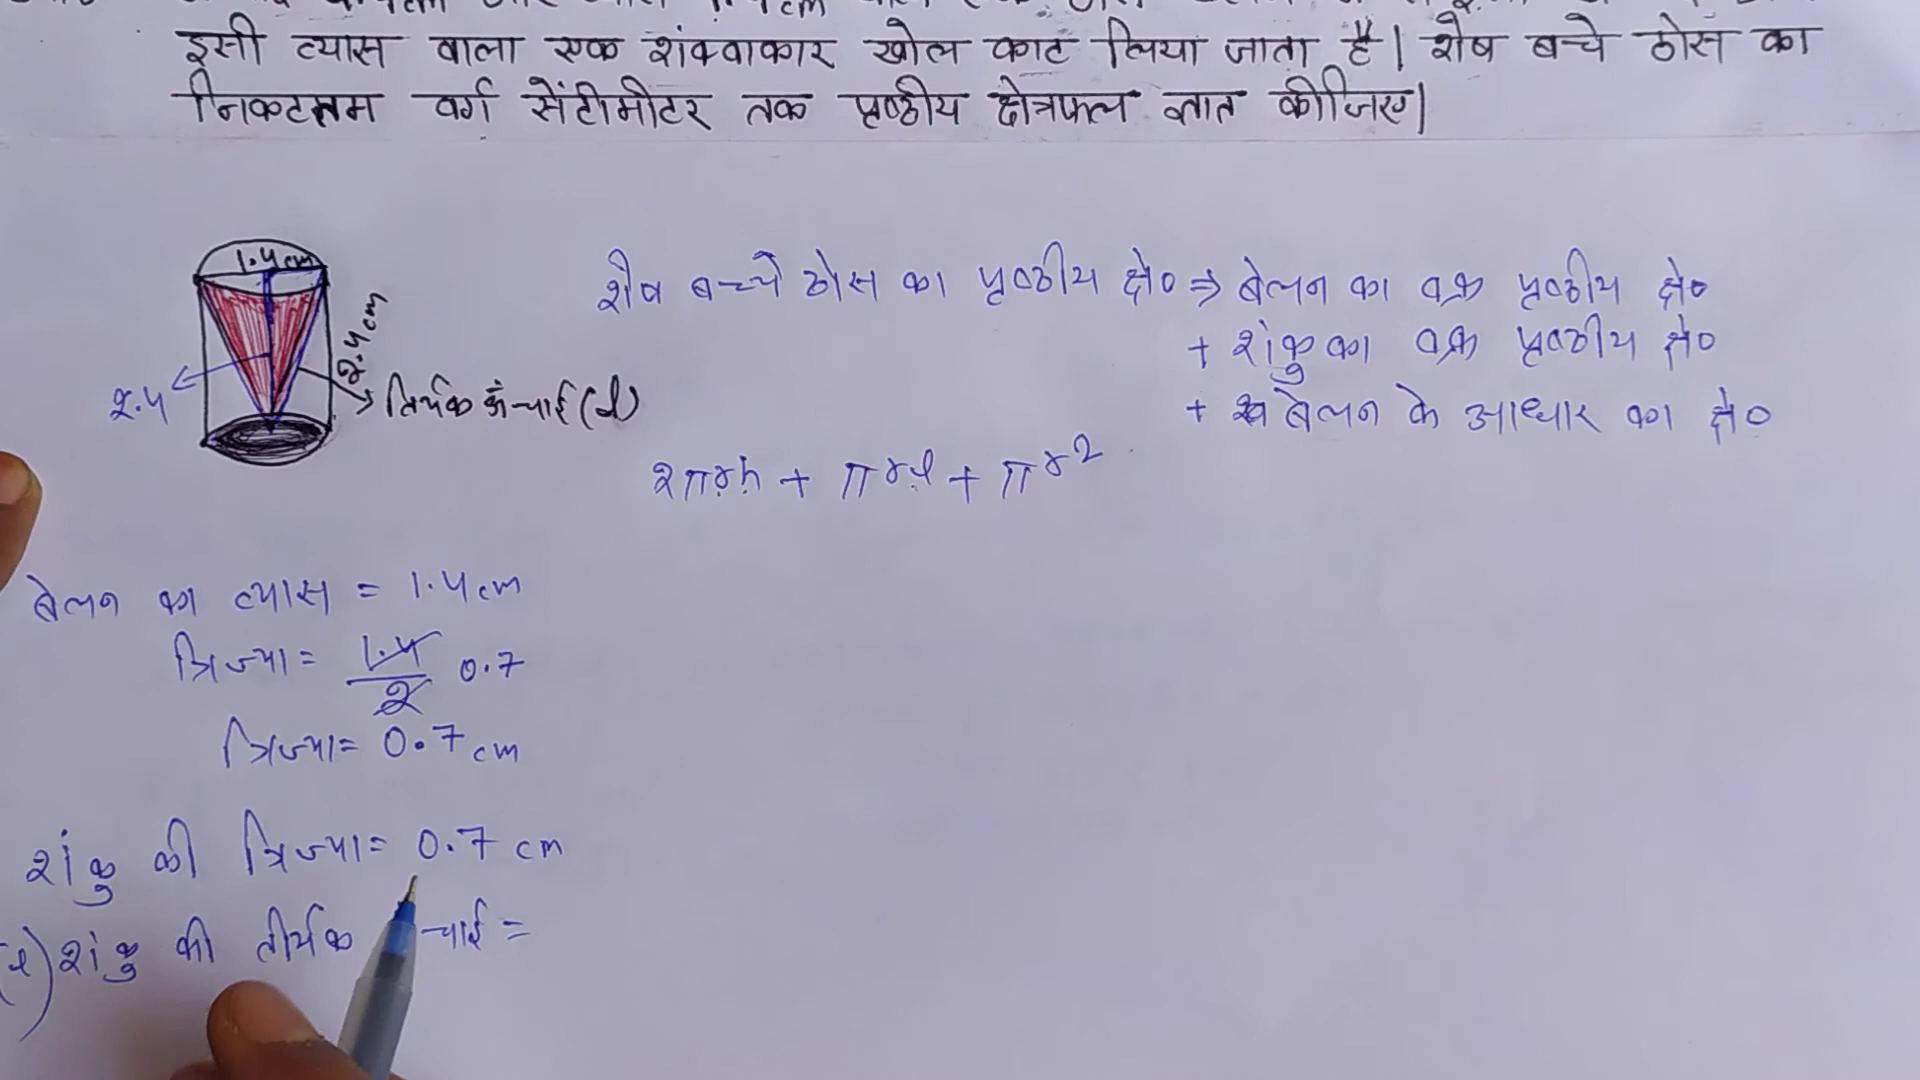 1.4cm
इसी व्यास वाला एक शंक्वाकार खोल काट लिया जाता है। शेष बच्चे ठोस का
निकटतम वर्ग सेंटीमीटर तक पृष्ठीय क्षेत्रफल ज्ञात कीजिए।
1.4cm
2.4cm
2.4
तिर्यक ऊँचाई (l)
शेष बच्चे ठोस का पृष्ठीय क्षे० ⇒ बेलन का वक्र पृष्ठीय क्षे०
+ शंकु का वक्र पृष्ठीय क्षे०
+ बेलन के आधार का क्षे०
2πrh + πrl + πr²
बेलन का व्यास = 1.4cm
त्रिज्या = 1.4/2 0.7
त्रिज्या = 0.7cm
शंकु की त्रिज्या = 0.7 cm
(l) शंकु की तीर्यक चाई =